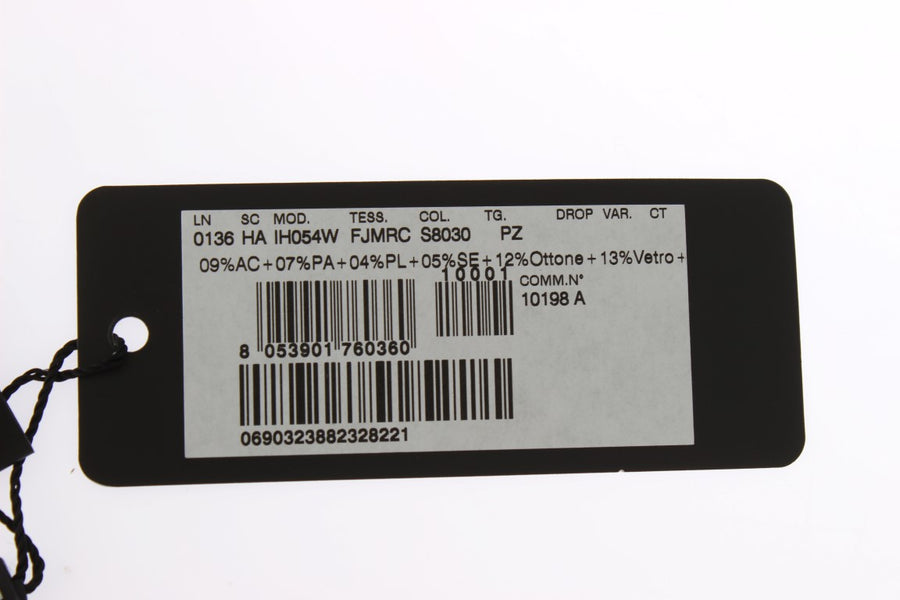 LN SC MOD. TESS. COL. TG. DROP VAR. CT
0136 HA IH054W FJMRC S8030 PZ
09%AC+07%PA+04%PL+05%SE+12%Ottone+13%Vetro+
10001
COMM.N°
10198 A
8 053901 760360
0690323882328221